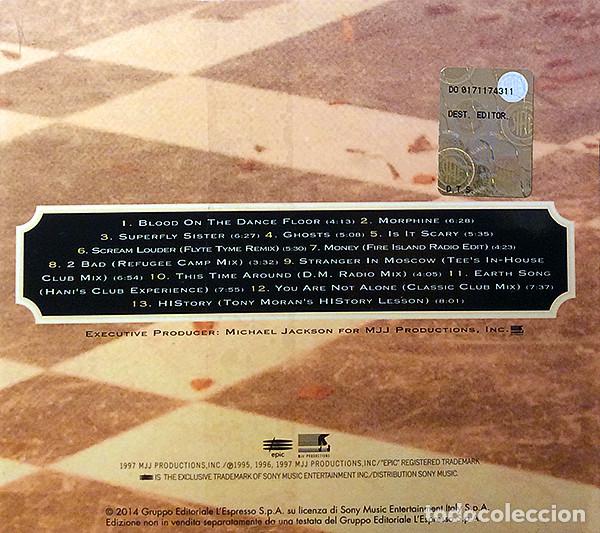 DO 0171174311
DEST. EDITOR.
D.T.S.
1. BLOOD ON THE DANCE FLOOR (4:13) 2. MORPHINE (6:28)
3. SUPERFLY SISTER (6:27) 4. GHOSTS (5:08) 5. IS IT SCARY (5:35)
6. SCREAM LOUDER (FLYTE TYME REMIX) (5:30) 7. MONEY (FIRE ISLAND RADIO EDIT) (4:23)
8. 2 BAD (REFUGEE CAMP MIX) (3:32) 9. STRANGER IN MOSCOW (TEE'S IN-HOUSE
CLUB MIX) (6:54) 10. THIS TIME AROUND (D.M. RADIO MIX) (4:05) 11. EARTH SONG
(HANI'S CLUB EXPERIENCE) (7:55) 12. YOU ARE NOT ALONE (CLASSIC CLUB MIX) (7:37)
13. HISTORY (TONY MORAN'S HISTORY LESSON) (8:01)
EXECUTIVE PRODUCER: MICHAEL JACKSON FOR MJJ PRODUCTIONS, INC.
epic
MJJ PRODUCTIONS
1997 MJJ PRODUCTIONS,INC/℗1995, 1996, 1997 MJJ PRODUCTIONS,INC/"EPIC" REGISTERED TRADEMARK
IS THE EXCLUSIVE TRADEMARK OF SONY MUSIC ENTERTAINMENT INC/DISTRIBUTION SONY MUSIC.
© 2014 Gruppo Editoriale L'Espresso S.p.A. su licenza di Sony Music Entertainment Italy S.p.A.
Edizione non in vendita separatamente da una testata del Gruppo Editoriale L'Espresso S.p.A.
todocoleccion